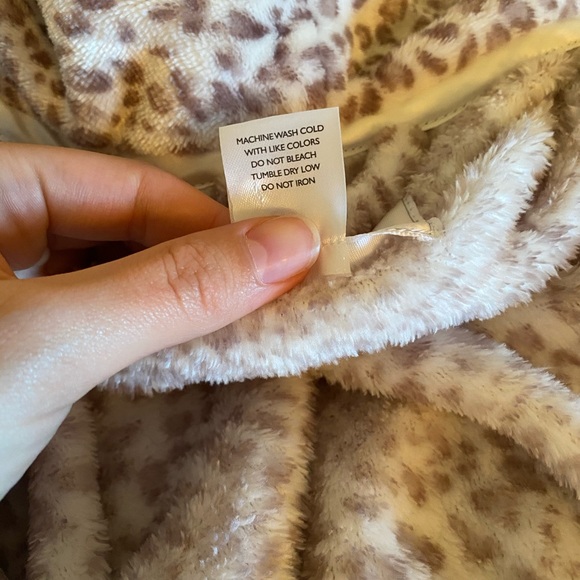 MACHINE WASH COLD
WITH LIKE COLORS
DO NOT BLEACH
TUMBLE DRY LOW
DO NOT IRON